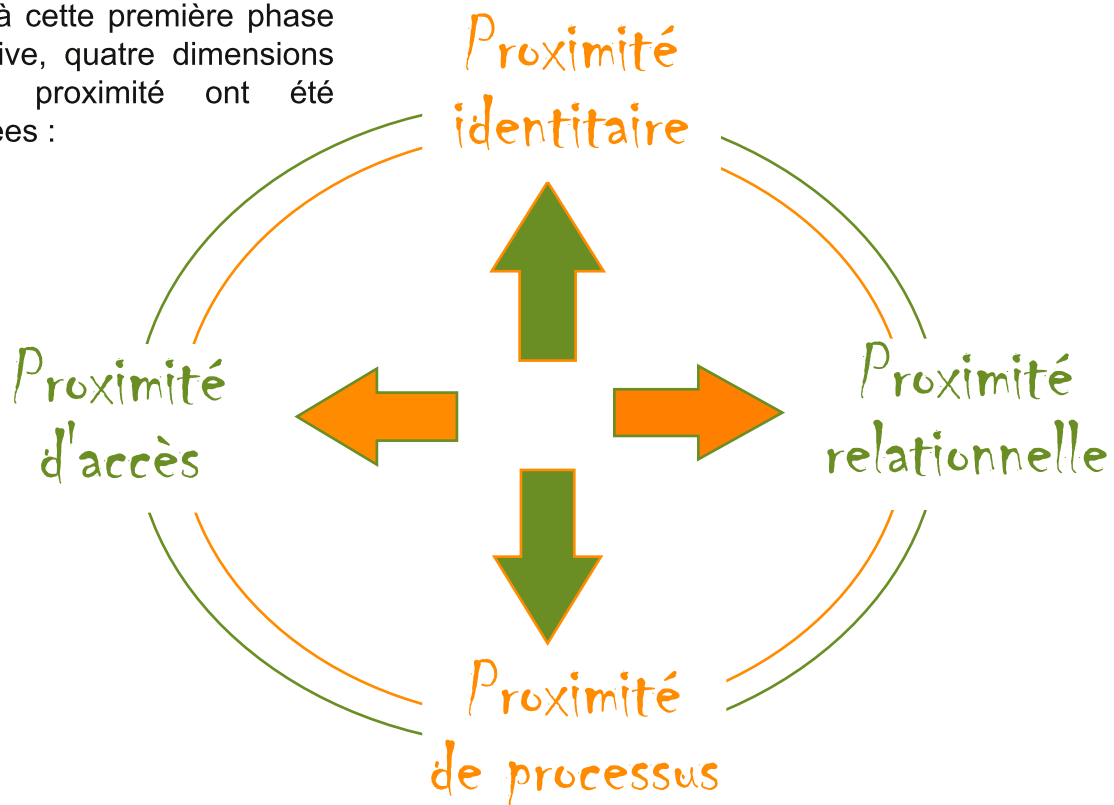 à cette première phase
ive, quatre dimensions
proximité ont été
ées :
Proximité
identitaire
Proximité
d'accès
Proximité
relationnelle
Proximité
de processus